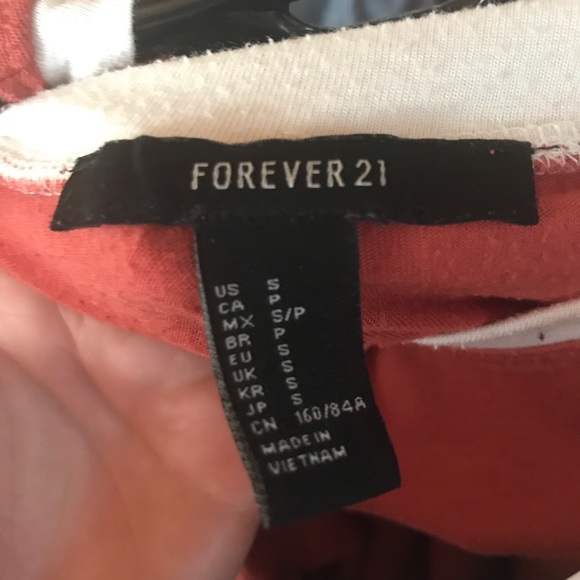 FOREVER 21
US S
CA P
MX S/P
BR P
EU S
UK S
KR S
JP S
CN 160/84A
MADE IN
VIETNAM